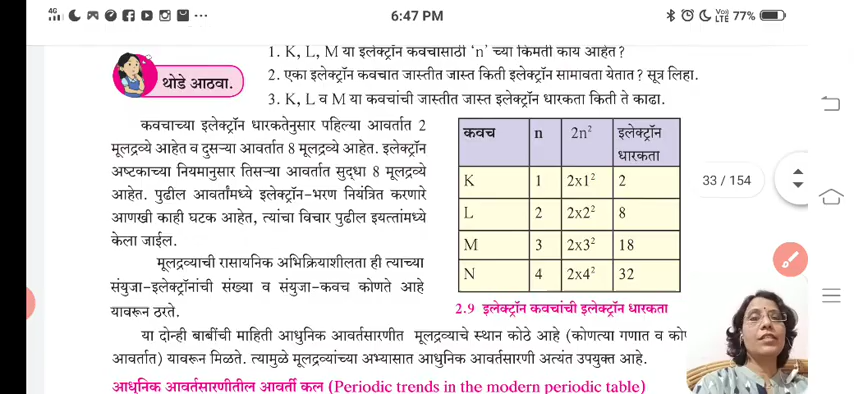 4G 6:47 PM Vo)) LTE 77%
1. K, L, M या इलेक्ट्रॉन कवचासाठी ‘n’ च्या किमती काय आहेत ?
थोडे आठवा.
2. एका इलेक्ट्रॉन कवचात जास्तीत जास्त किती इलेक्ट्रॉन सामावता येतात ? सूत्र लिहा.
3. K, L व M या कवचांची जास्तीत जास्त इलेक्ट्रॉन धारकता किती ते काढा.
कवचाच्या इलेक्ट्रॉन धारकतेनुसार पहिल्या आवर्तात 2
मूलद्रव्ये आहेत व दुसऱ्या आवर्तात 8 मूलद्रव्ये आहेत. इलेक्ट्रॉन
अष्टकाच्या नियमानुसार तिसऱ्या आवर्तात सुद्धा 8 मूलद्रव्ये
आहेत. पुढील आवर्तांमध्ये इलेक्ट्रॉन-भरण नियंत्रित करणारे
आणखी काही घटक आहेत, त्यांचा विचार पुढील इयत्तांमध्ये
केला जाईल.
मूलद्रव्याची रासायनिक अभिक्रियाशीलता ही त्याच्या
संयुजा-इलेक्ट्रॉनांची संख्या व संयुजा-कवच कोणते आहे
यावरून ठरते.
कवच n 2n² इलेक्ट्रॉन धारकता
K 1 2x1² 2
L 2 2x2² 8
M 3 2x3² 18
N 4 2x4² 32
2.9 इलेक्ट्रॉन कवचांची इलेक्ट्रॉन धारकता
33 / 154
या दोन्ही बाबींची माहिती आधुनिक आवर्तसारणीत मूलद्रव्याचे स्थान कोठे आहे (कोणत्या गणात व
आवर्तात) यावरून मिळते. त्यामुळे मूलद्रव्यांच्या अभ्यासात आधुनिक आवर्तसारणी अत्यंत उपयुक्त आहे.
आधुनिक आवर्तसारणीतील आवर्ती कल (Periodic trends in the modern periodic table)